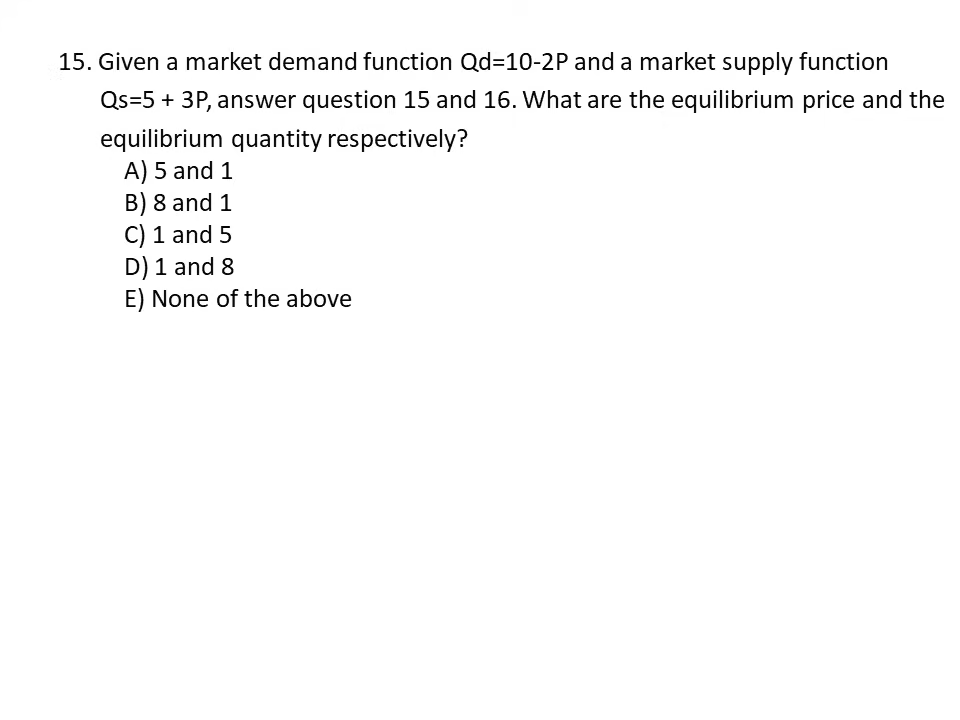 15. Given a market demand function Qd=10-2P and a market supply function
Qs=5 + 3P, answer question 15 and 16. What are the equilibrium price and the
equilibrium quantity respectively?
A) 5 and 1
B) 8 and 1
C) 1 and 5
D) 1 and 8
E) None of the above